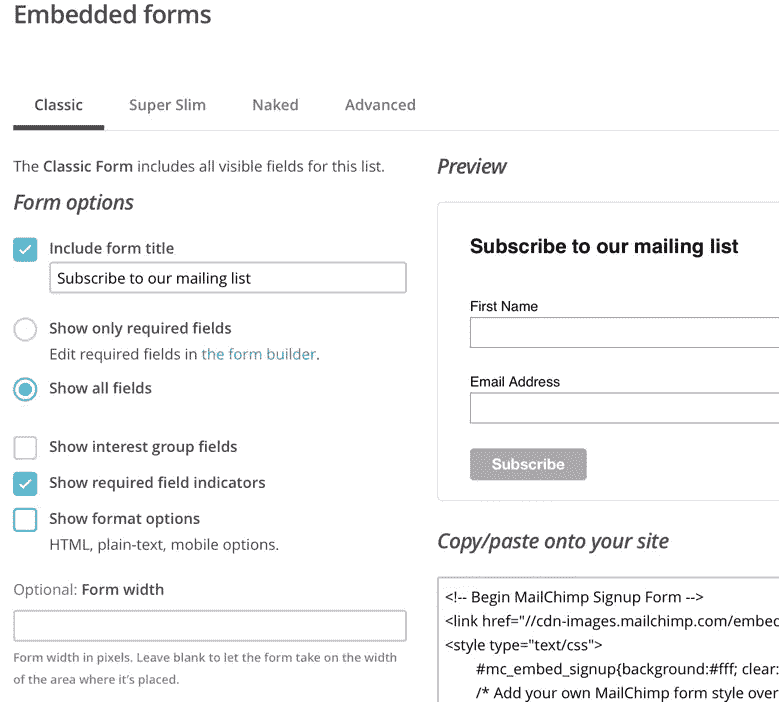 Embedded forms
Classic
Super Slim
Naked
Advanced
The Classic Form includes all visible fields for this list.
Form options
Include form title
Subscribe to our mailing list
Show only required fields
Edit required fields in the form builder.
Show all fields
Show interest group fields
Show required field indicators
Show format options
HTML, plain-text, mobile options.
Optional: Form width
Form width in pixels. Leave blank to let the form take on the width
of the area where it's placed.
Preview
Subscribe to our mailing list
First Name
Email Address
Subscribe
Copy/paste onto your site
<!-- Begin MailChimp Signup Form -->
<link href="//cdn-images.mailchimp.com/embed
<style type="text/css">
#mc_embed_signup{background:#fff; clear:
/* Add your own MailChimp form style over